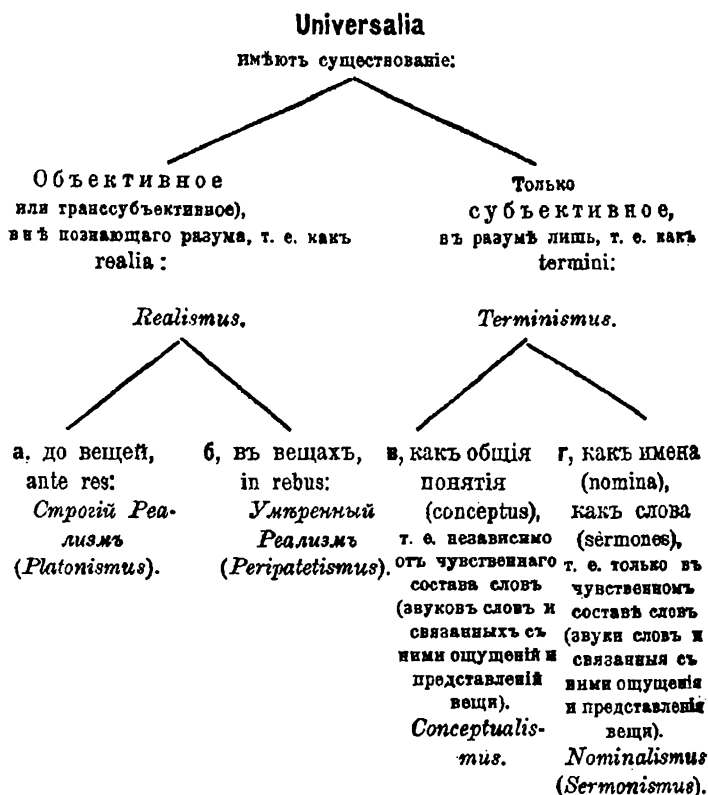 Universalia
имѣютъ существованіе:
Объективное
или транссубъективное),
внѣ познающаго разума, т. е. какъ
realia:
Realismus.
Только
субъективное,
въ разумѣ лишь, т. е. какъ
termini:
Terminismus.
а, до вещей,
ante res:
Строгій Реа-
лизмъ
(Platonismus).
б, въ вещахъ,
in rebus:
Умѣренный
Реализмъ
(Peripatetismus).
в, какъ общія
понятія
(conceptus),
т. е. независимо
отъ чувственнаго
состава словъ
(звуковъ словъ и
связанныхъ съ
ними ощущеній и
представленій
вещи).
Conceptualis-
mus.
г, какъ имена
(nomina),
какъ слова
(sermones),
т. е. только въ
чувственномъ
составѣ словъ
(звуки словъ и
связанныя съ
ними ощущенія
и представленія
вещи).
Nominalismus
(Sermonismus).